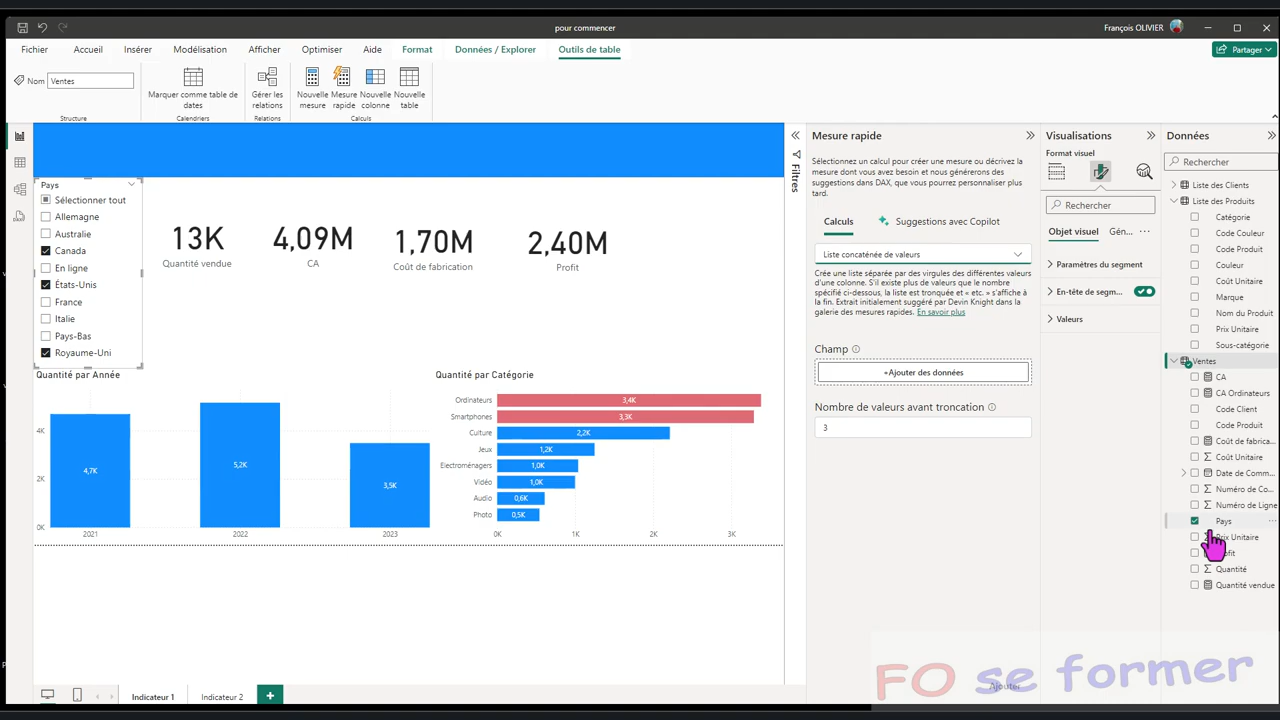 pour commencer
François OLIVIER
Fichier
Accueil
Insérer
Modélisation
Afficher
Optimiser
Aide
Format
Données / Explorer
Outils de table
Partager
Nom
Ventes
Marquer comme table de
dates
Gérer les
relations
Nouvelle
mesure
Mesure
rapide
Nouvelle
colonne
Nouvelle
table
Structure
Calendriers
Relations
Calculs
Pays
Sélectionner tout
Allemagne
Australie
Canada
En ligne
États-Unis
France
Italie
Pays-Bas
Royaume-Uni
13K
Quantité vendue
4,09M
CA
1,70M
Coût de fabrication
2,40M
Profit
Quantité par Année
4K
2K
0K
4,7K
5,2K
3,5K
2021
2022
2023
Quantité par Catégorie
Ordinateurs
3,4K
Smartphones
3,3K
Culture
2,2K
Jeux
1,2K
Electroménagers
1,0K
Vidéo
1,0K
Audio
0,6K
Photo
0,5K
0K
1K
2K
3K
Filtres
Mesure rapide
Sélectionnez un calcul pour créer une mesure ou décrivez la
mesure dont vous avez besoin et nous générerons des
suggestions dans DAX, que vous pourrez personnaliser plus
tard.
Calculs
Suggestions avec Copilot
Liste concaténée de valeurs
Crée une liste séparée par des virgules des différentes valeurs
d'une colonne. S'il existe plus de valeurs que le nombre
spécifié ci-dessous, la liste est tronquée et « etc. » s'affiche à
la fin. Extrait initialement suggéré par Devin Knight dans la
galerie des mesures rapides. En savoir plus
Champ
+Ajouter des données
Nombre de valeurs avant troncation
3
Ajouter
Visualisations
Format visuel
Rechercher
Objet visuel
Gén...
Paramètres du segment
En-tête de segm...
Valeurs
Données
Rechercher
Liste des Clients
Liste des Produits
Catégorie
Code Couleur
Code Produit
Couleur
Coût Unitaire
Marque
Nom du Produit
Prix Unitaire
Sous-catégorie
Ventes
CA
CA Ordinateurs
Code Client
Code Produit
Coût de fabrica...
Coût Unitaire
Date de Comm...
Numéro de Co...
Numéro de Ligne
Pays
Prix Unitaire
Quantité
Quantité vendue
Indicateur 1
Indicateur 2
FO se former